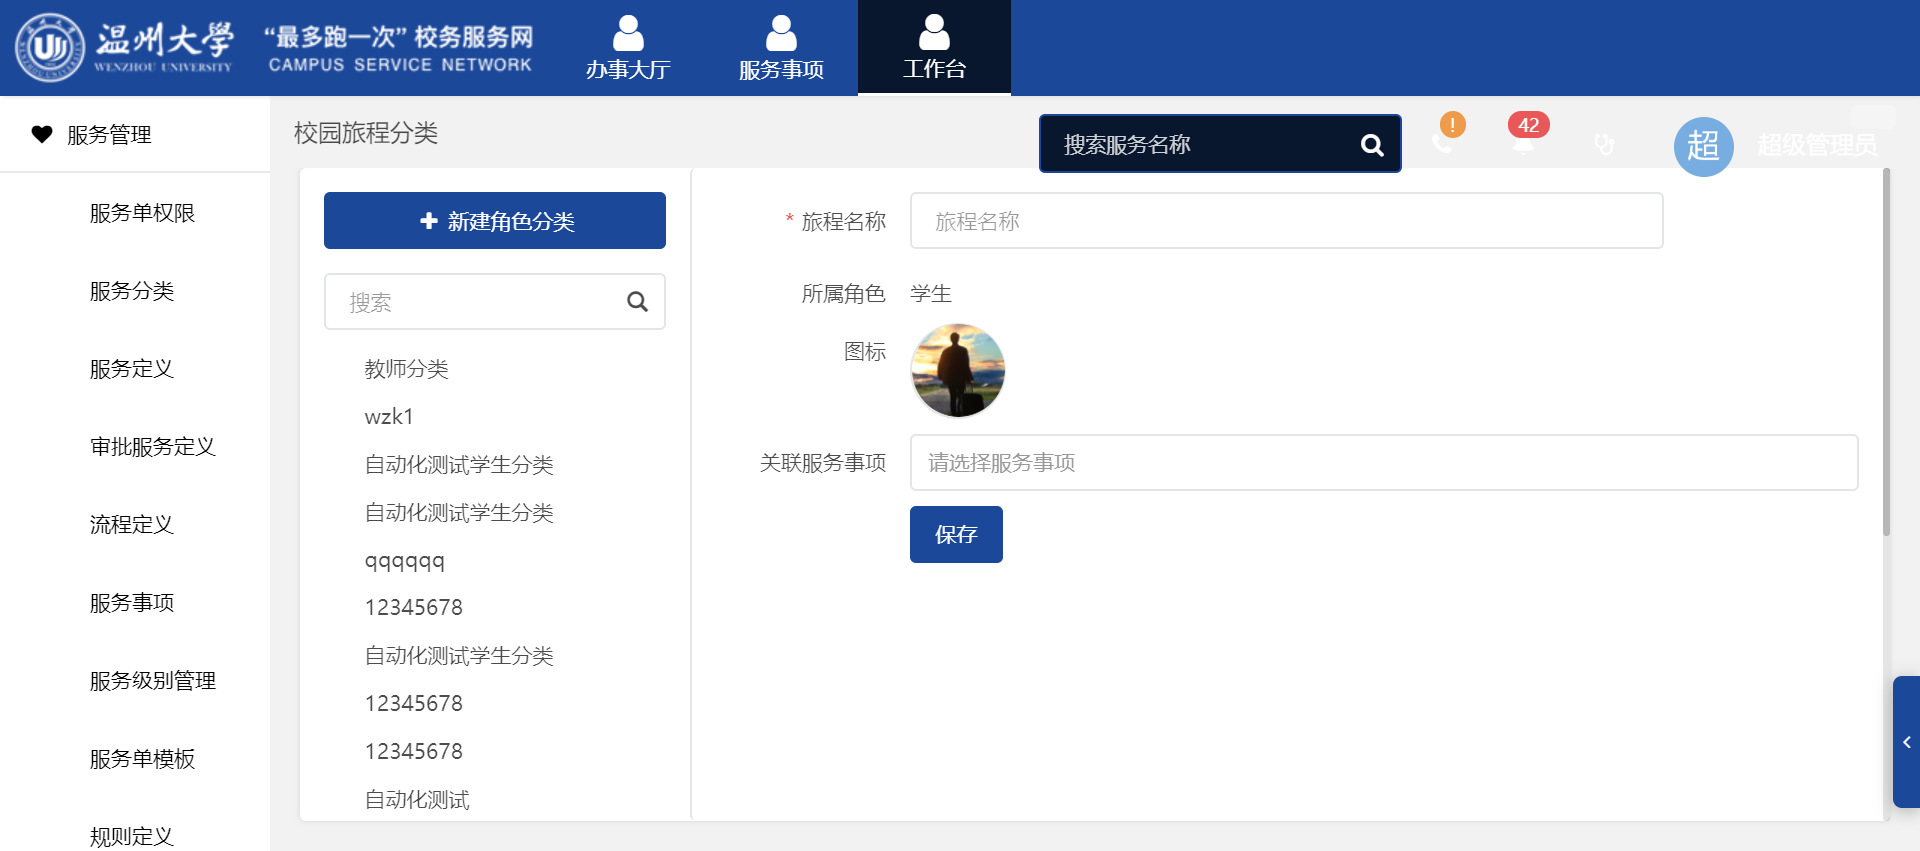 温州大学
WENZHOU UNIVERSITY
“最多跑一次”校务服务网
CAMPUS SERVICE NETWORK
办事大厅
服务事项
工作台
服务管理
校园旅程分类
搜索服务名称
!
42
超
超级管理员
服务单权限
服务分类
服务定义
审批服务定义
流程定义
服务事项
服务级别管理
服务单模板
规则定义
新建角色分类
搜索
教师分类
wzk1
自动化测试学生分类
自动化测试学生分类
qqqqqq
12345678
自动化测试学生分类
12345678
12345678
自动化测试
* 旅程名称
旅程名称
所属角色 学生
图标
关联服务事项
请选择服务事项
保存